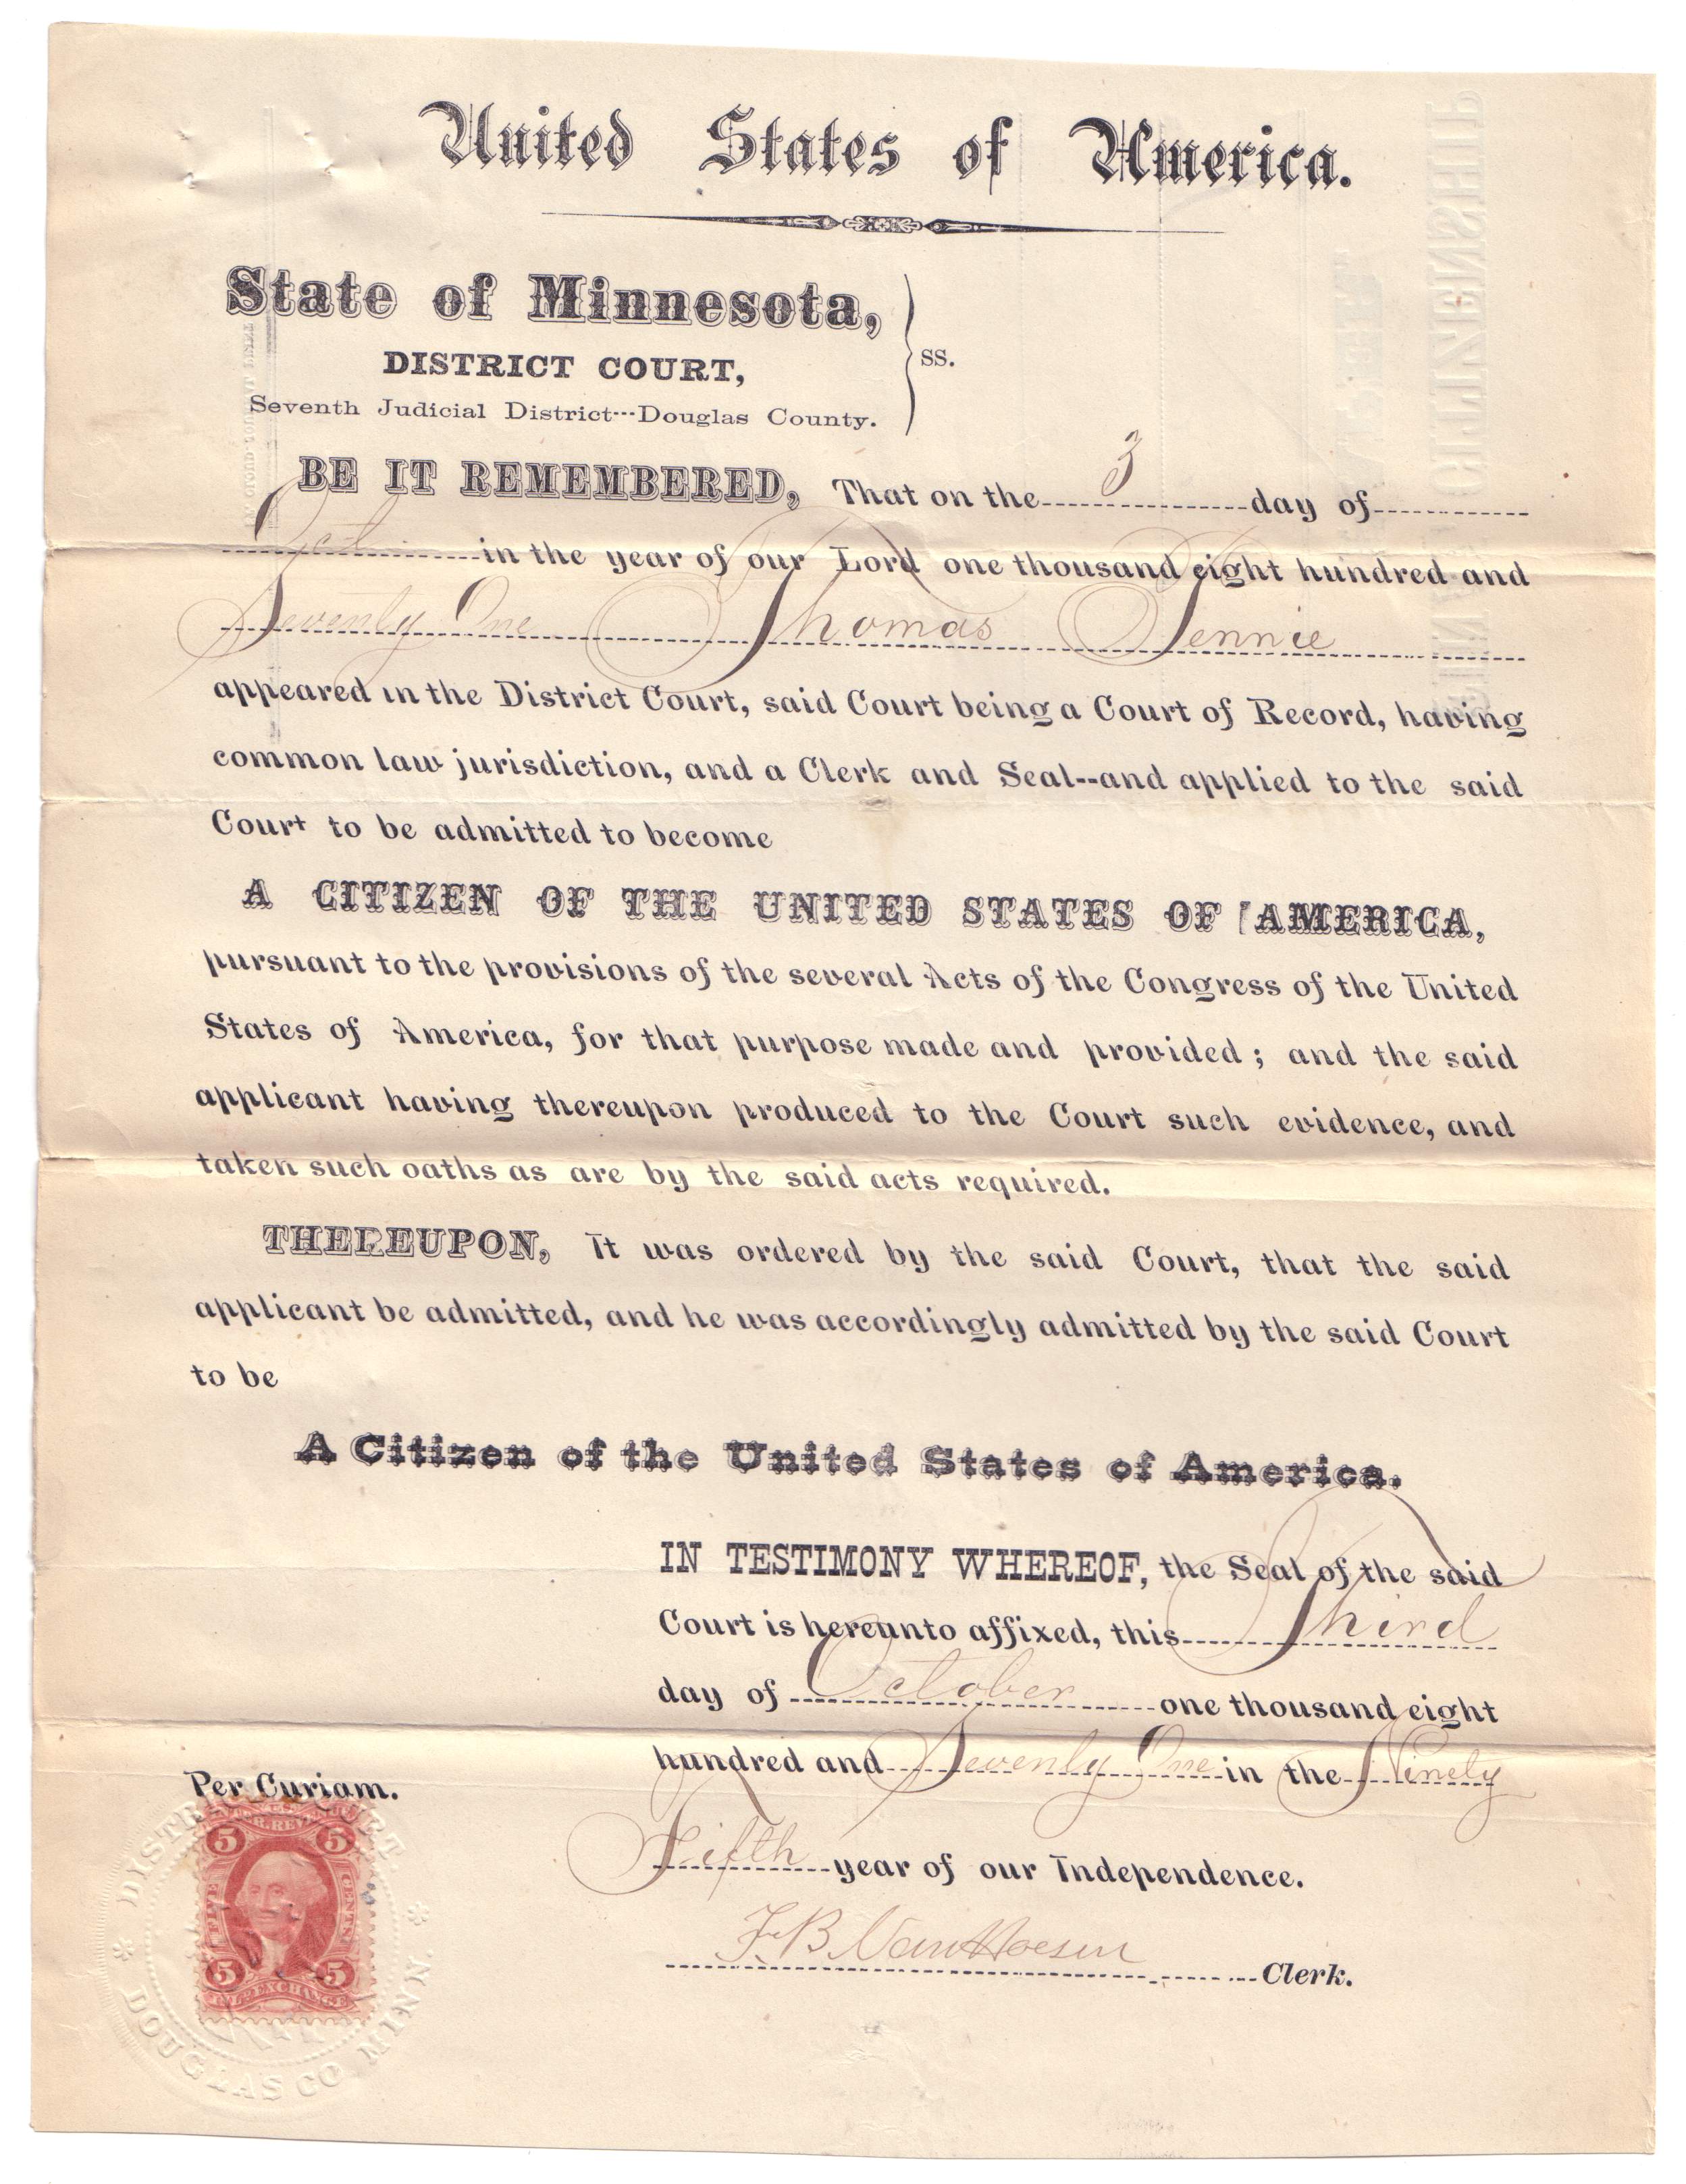 United States of America.
State of Minnesota,
DISTRICT COURT,
Seventh Judicial District---Douglas County.
ss.
BE IT REMEMBERED, That on the 3 day of
Oct in the year of our Lord one thousand eight hundred and
Seventy One Thomas Tennie
appeared in the District Court, said Court being a Court of Record, having
common law jurisdiction, and a Clerk and Seal--and applied to the said
Court to be admitted to become
A CITIZEN OF THE UNITED STATES OF AMERICA,
pursuant to the provisions of the several Acts of the Congress of the United
States of America, for that purpose made and provided; and the said
applicant having thereupon produced to the Court such evidence, and
taken such oaths as are by the said acts required.
THEREUPON, It was ordered by the said Court, that the said
applicant be admitted, and he was accordingly admitted by the said Court
to be
A Citizen of the United States of America.
IN TESTIMONY WHEREOF, the Seal of the said
Court is hereunto affixed, this Third
day of October one thousand eight
hundred and Seventy One in the Ninety
Fifth year of our Independence.
F.B. Van Hoesen Clerk.
Per Curiam.
DISTRICT COURT
DOUGLAS CO MINN.
5 5
FIVE CENTS
5 5